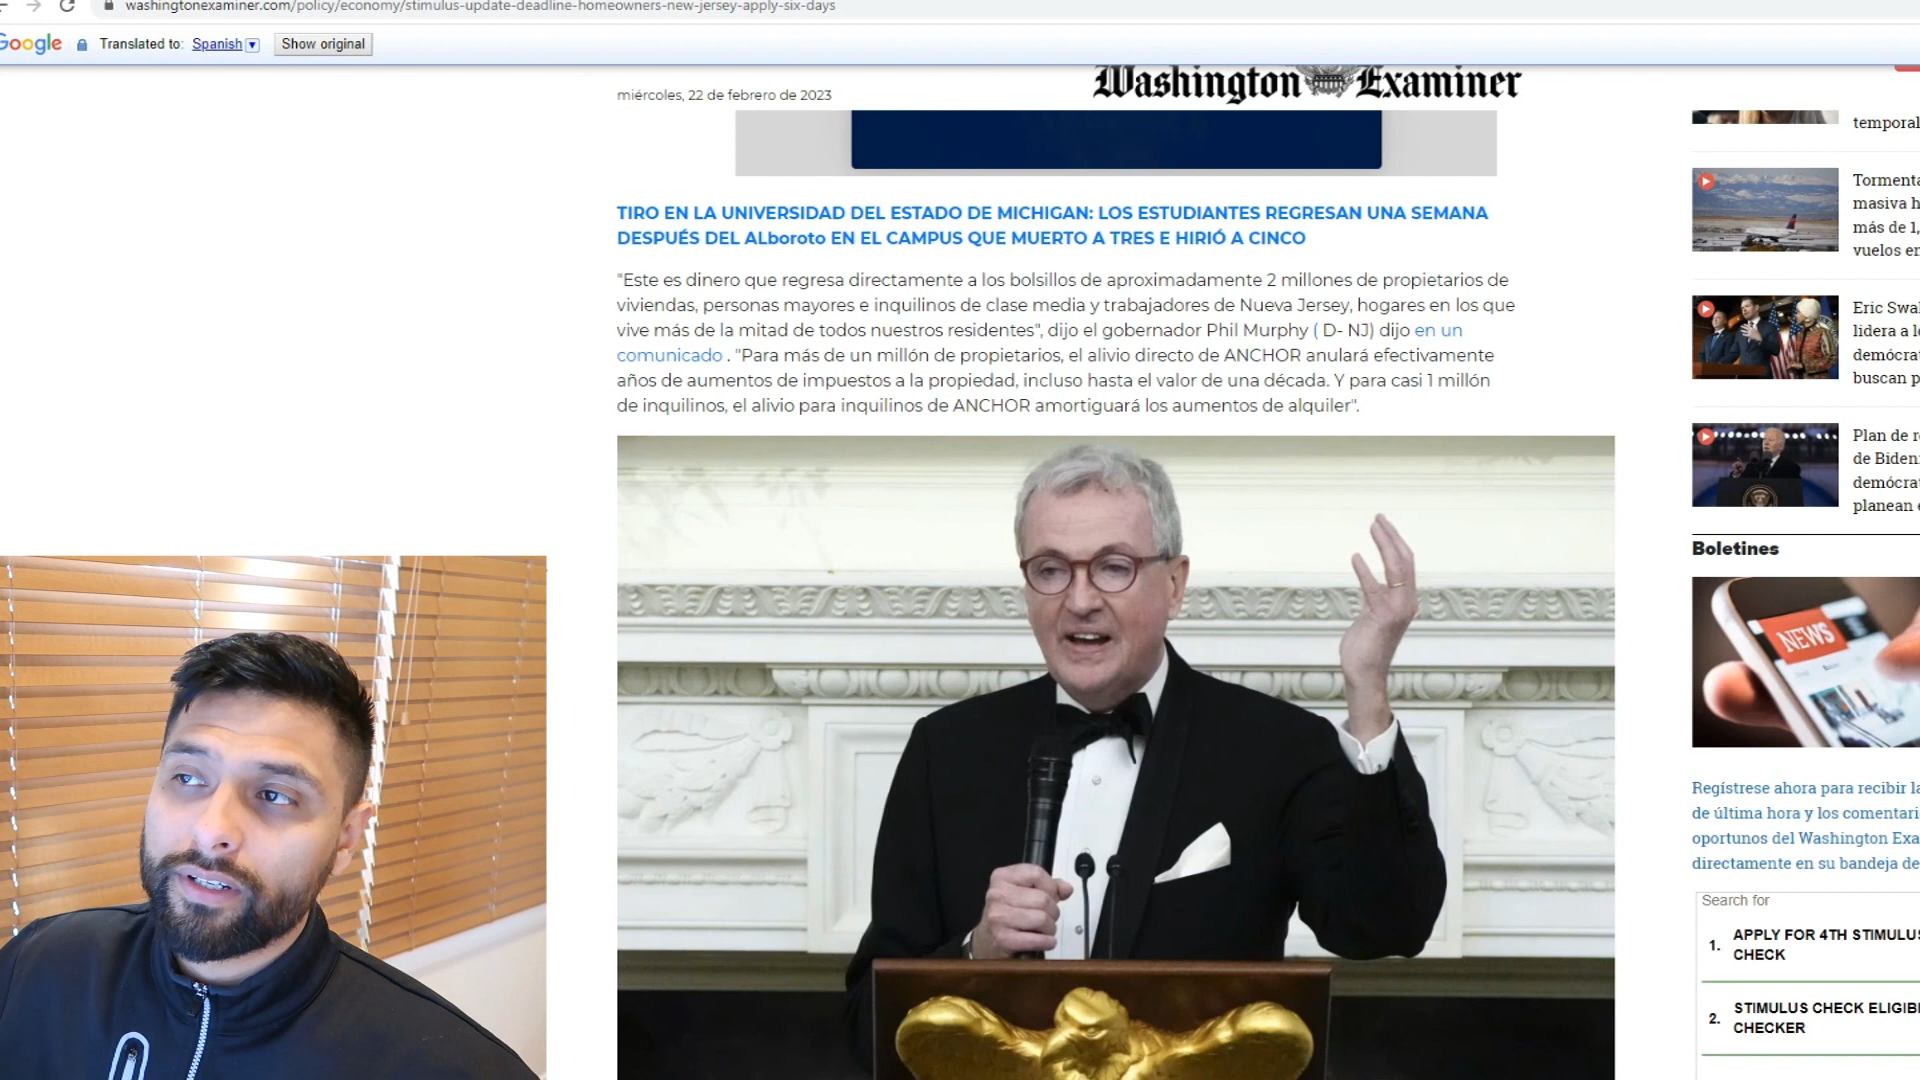 washingtonexaminer.com/policy/economy/stimulus-update-deadline-homeowners-new-jersey-apply-six-days
Google Translated to: Spanish Show original
miércoles, 22 de febrero de 2023
Washington Examiner
TIRO EN LA UNIVERSIDAD DEL ESTADO DE MICHIGAN: LOS ESTUDIANTES REGRESAN UNA SEMANA
DESPUÉS DEL ALboroto EN EL CAMPUS QUE MUERTO A TRES E HIRIÓ A CINCO
"Este es dinero que regresa directamente a los bolsillos de aproximadamente 2 millones de propietarios de
viviendas, personas mayores e inquilinos de clase media y trabajadores de Nueva Jersey, hogares en los que
vive más de la mitad de todos nuestros residentes", dijo el gobernador Phil Murphy ( D- NJ) dijo en un
comunicado . "Para más de un millón de propietarios, el alivio directo de ANCHOR anulará efectivamente
años de aumentos de impuestos a la propiedad, incluso hasta el valor de una década. Y para casi 1 millón
de inquilinos, el alivio para inquilinos de ANCHOR amortiguará los aumentos de alquiler".
temporal
Tormenta
masiva h
más de 1,
vuelos en
Eric Swal
lidera a l
demócrat
buscan p
Plan de r
de Biden:
demócrat
planean e
Boletines
NEWS
Regístrese ahora para recibir la
de última hora y los comentari
oportunos del Washington Exa
directamente en su bandeja de
Search for
1. APPLY FOR 4TH STIMULUS
CHECK
2. STIMULUS CHECK ELIGIBI
CHECKER